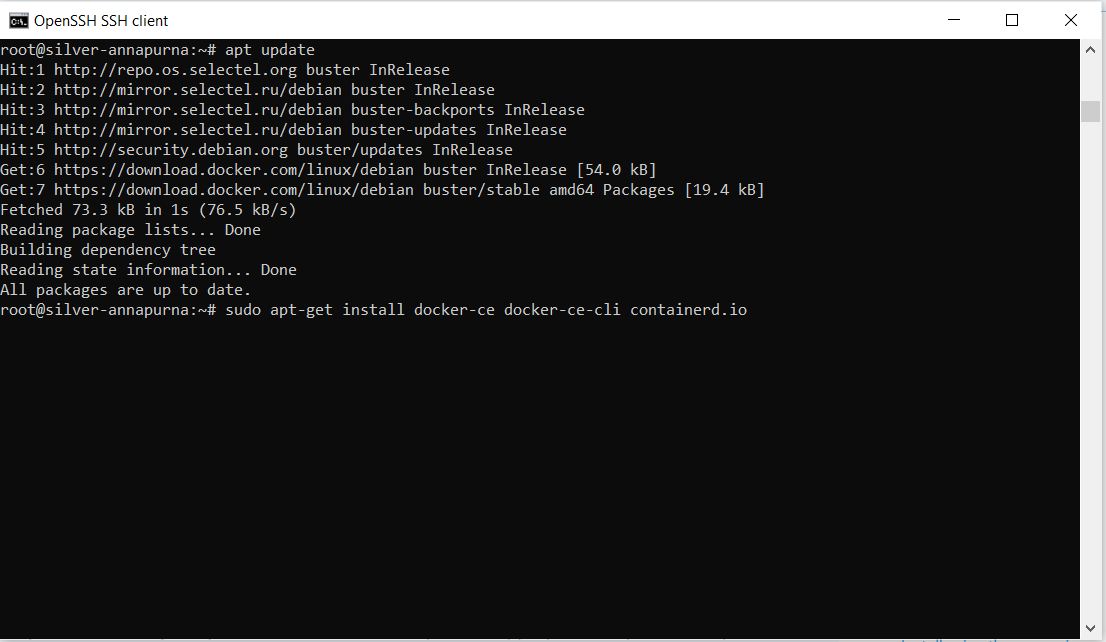 OpenSSH SSH client
root@silver-annapurna:~# apt update
Hit:1 http://repo.os.selectel.org buster InRelease
Hit:2 http://mirror.selectel.ru/debian buster InRelease
Hit:3 http://mirror.selectel.ru/debian buster-backports InRelease
Hit:4 http://mirror.selectel.ru/debian buster-updates InRelease
Hit:5 http://security.debian.org buster/updates InRelease
Get:6 https://download.docker.com/linux/debian buster InRelease [54.0 kB]
Get:7 https://download.docker.com/linux/debian buster/stable amd64 Packages [19.4 kB]
Fetched 73.3 kB in 1s (76.5 kB/s)
Reading package lists... Done
Building dependency tree
Reading state information... Done
All packages are up to date.
root@silver-annapurna:~# sudo apt-get install docker-ce docker-ce-cli containerd.io